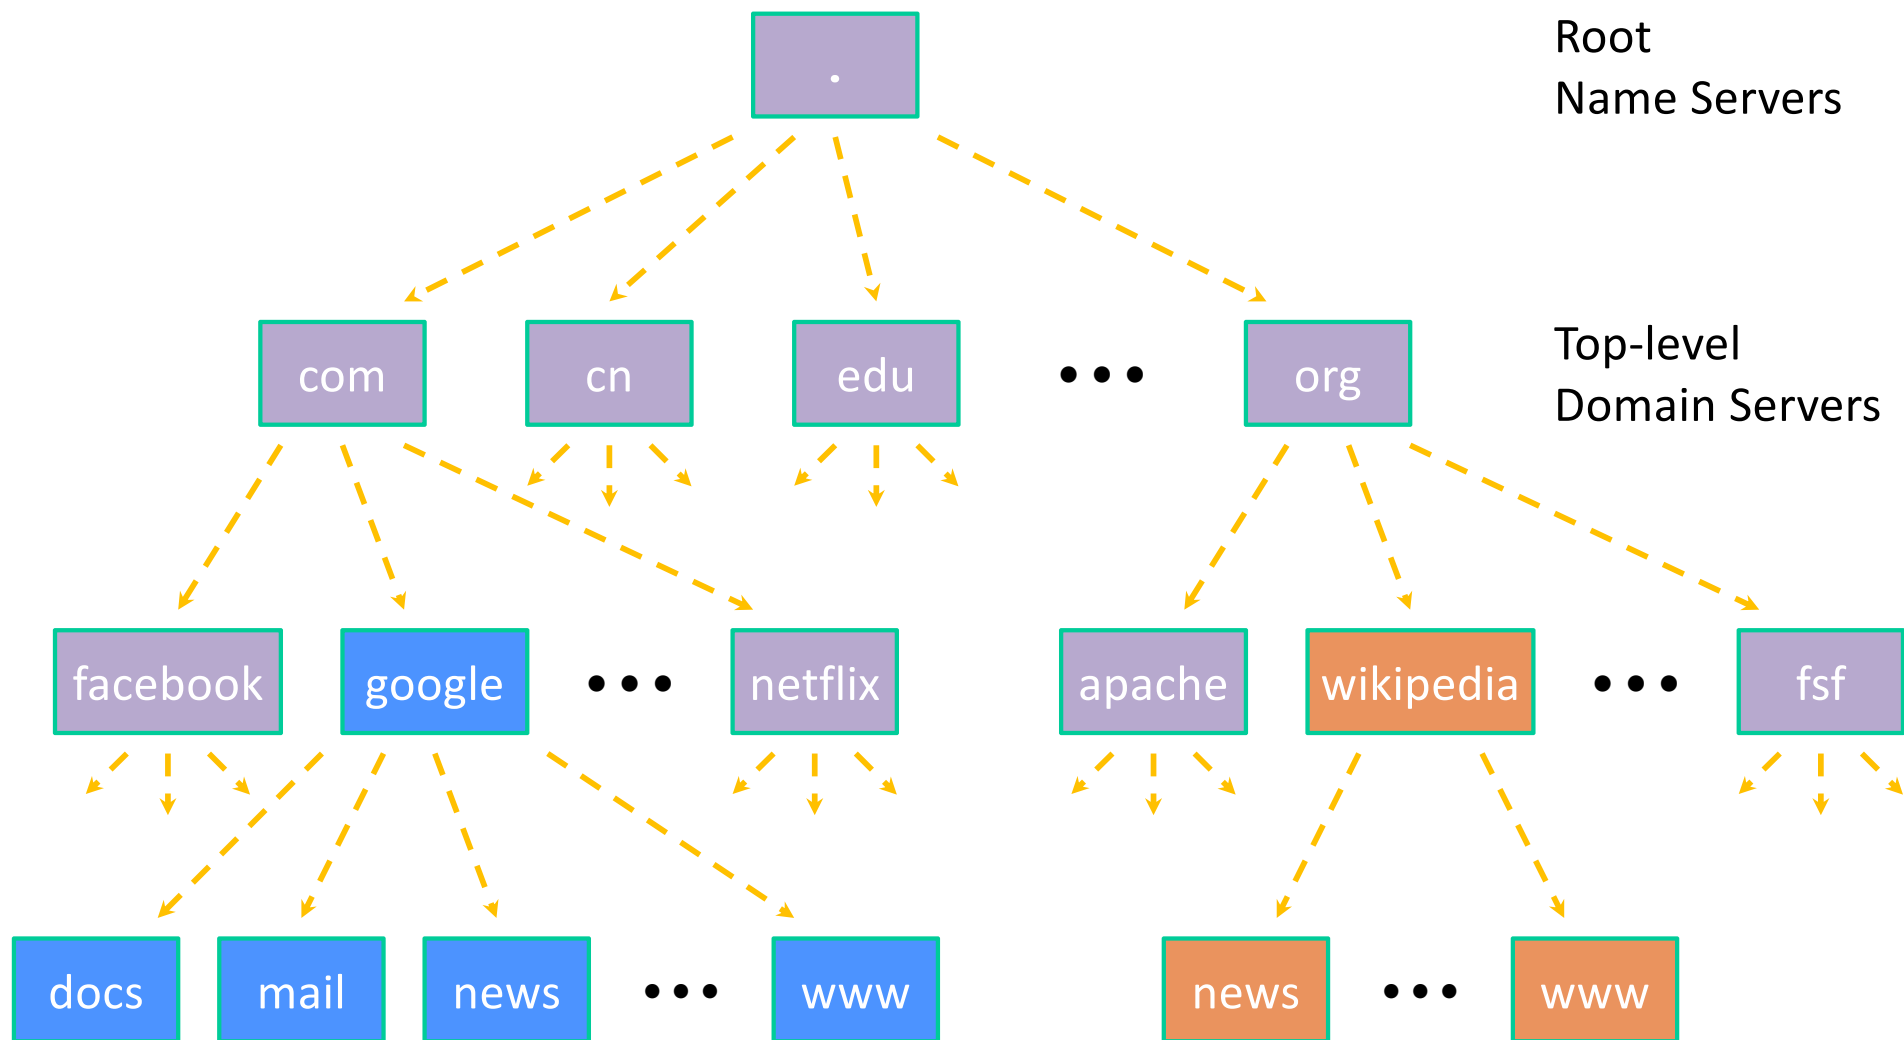 .
Root
Name Servers
com
cn
edu
•••
org
Top-level
Domain Servers
facebook
google
•••
netflix
apache
wikipedia
•••
fsf
docs
mail
news
•••
www
news
•••
www